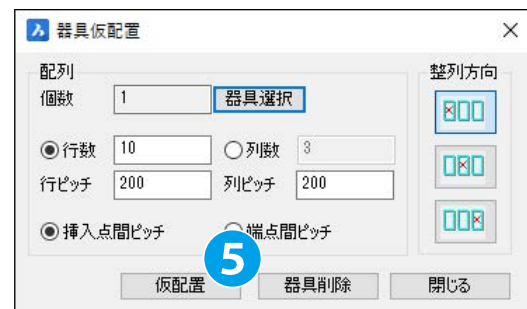 器具仮配置
配列
個数 1 器具選択
行数 10 列数 3
行ピッチ 200 列ピッチ 200
挿入点間ピッチ 端点間ピッチ
整列方向
5
仮配置 器具削除 閉じる